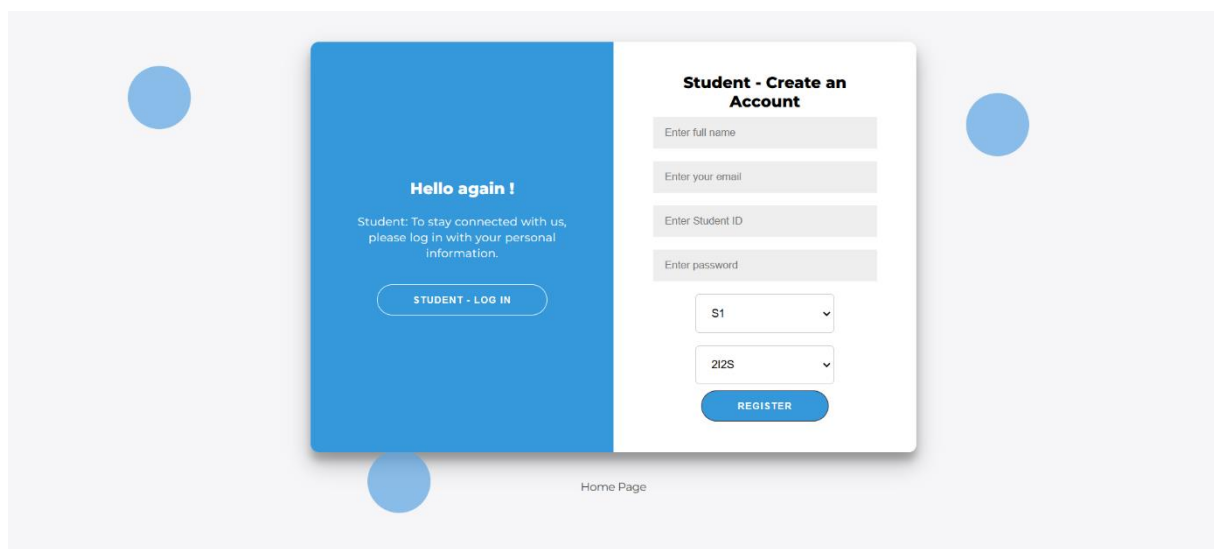 Hello again !
Student: To stay connected with us,
please log in with your personal
information.
STUDENT - LOG IN
Student - Create an
Account
Enter full name
Enter your email
Enter Student ID
Enter password
S1
2I2S
REGISTER
Home Page